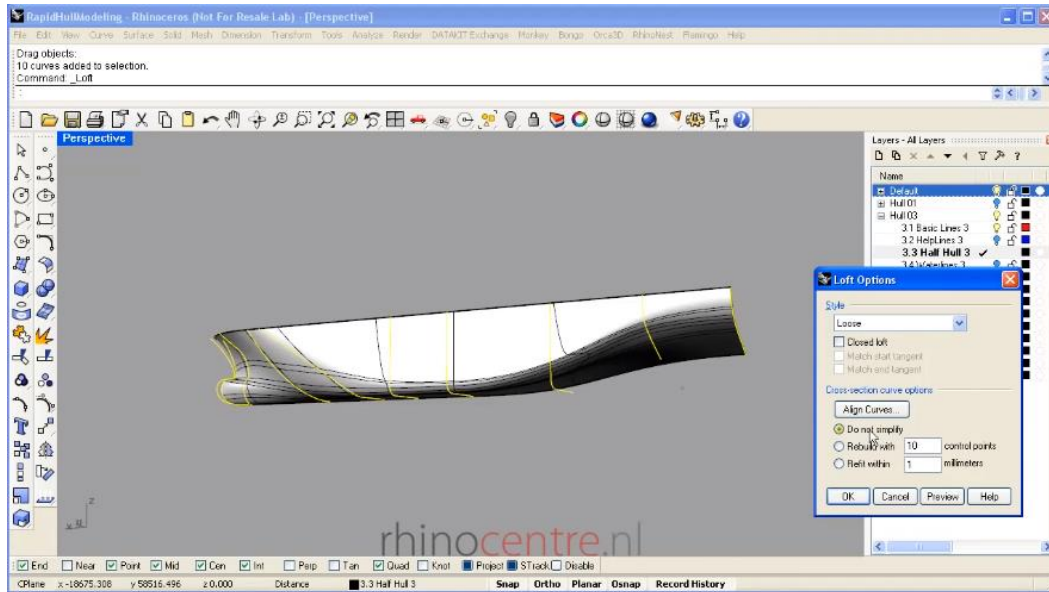 RapidHullModeling - Rhinoceros (Not For Resale Lab) - [Perspective]
File Edit View Curve Surface Solid Mesh Dimension Transform Tools Analyze Render DATAKIT Exchange Monkey Bongo Orca3D RhinoNest Flamingo Help
Drag objects:
10 curves added to selection.
Command: _Loft
Perspective
Layers - All Layers
Name
Default
Hull 01
Hull 03
3.1 Basic Lines 3
3.2 HelpLines 3
3.3 Half Hull 3
3.4 Waterlines 3
Loft Options
Style
Loose
Closed loft
Match start tangent
Match end tangent
Cross-section curve options
Align Curves...
Do not simplify
Rebuild with 10 control points
Refit within 1 millimeters
OK Cancel Preview Help
z
x y
rhinocentre.nl
End Near Point Mid Cen Int Perp Tan Quad Knot Project STrack Disable
CPlane x -18675.308 y 58516.496 z 0.000 Distance 3.3 Half Hull 3 Snap Ortho Planar Osnap Record History